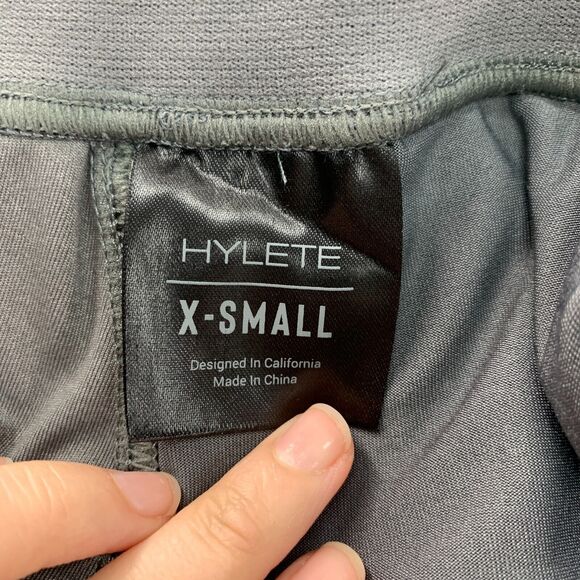 HYLETE
X-SMALL
Designed In California
Made In China